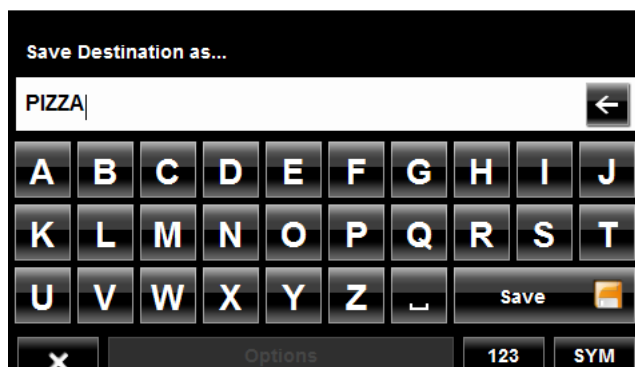 Save Destination as...
PIZZA
A B C D E F G H I J
K L M N O P Q R S T
U V W X Y Z Save
Options 123 SYM